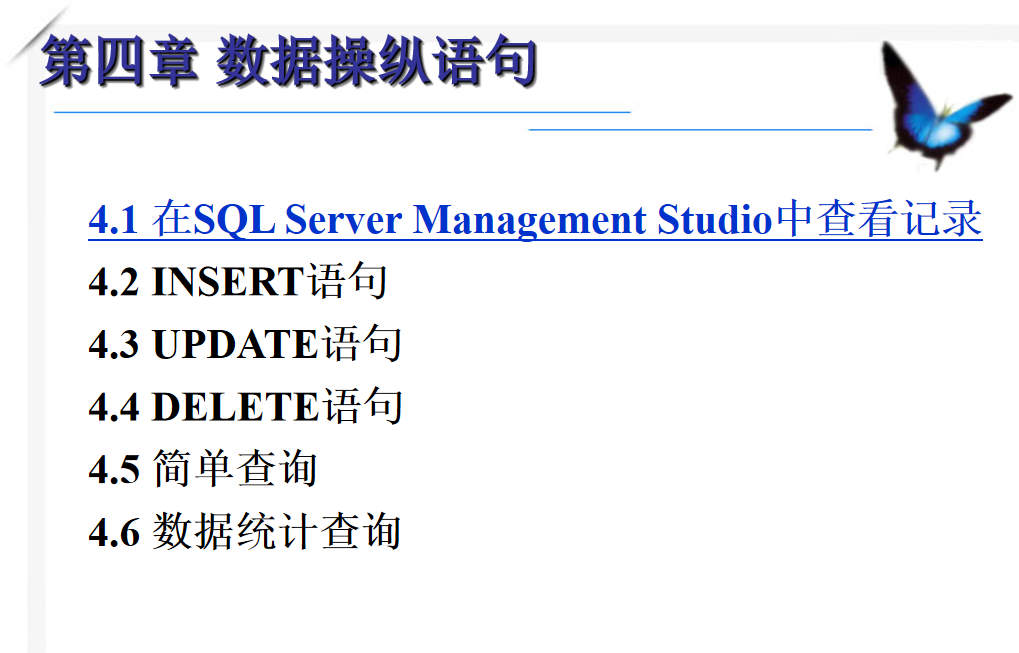 第四章 数据操纵语句
4.1 在SQL Server Management Studio中查看记录
4.2 INSERT语句
4.3 UPDATE语句
4.4 DELETE语句
4.5 简单查询
4.6 数据统计查询